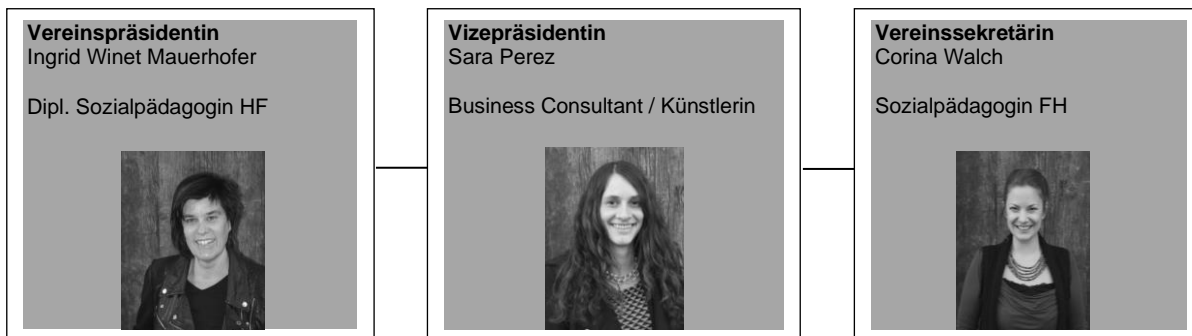 Vereinspräsidentin
Ingrid Winet Mauerhofer
Dipl. Sozialpädagogin HF
Vizepräsidentin
Sara Perez
Business Consultant / Künstlerin
Vereinssekretärin
Corina Walch
Sozialpädagogin FH